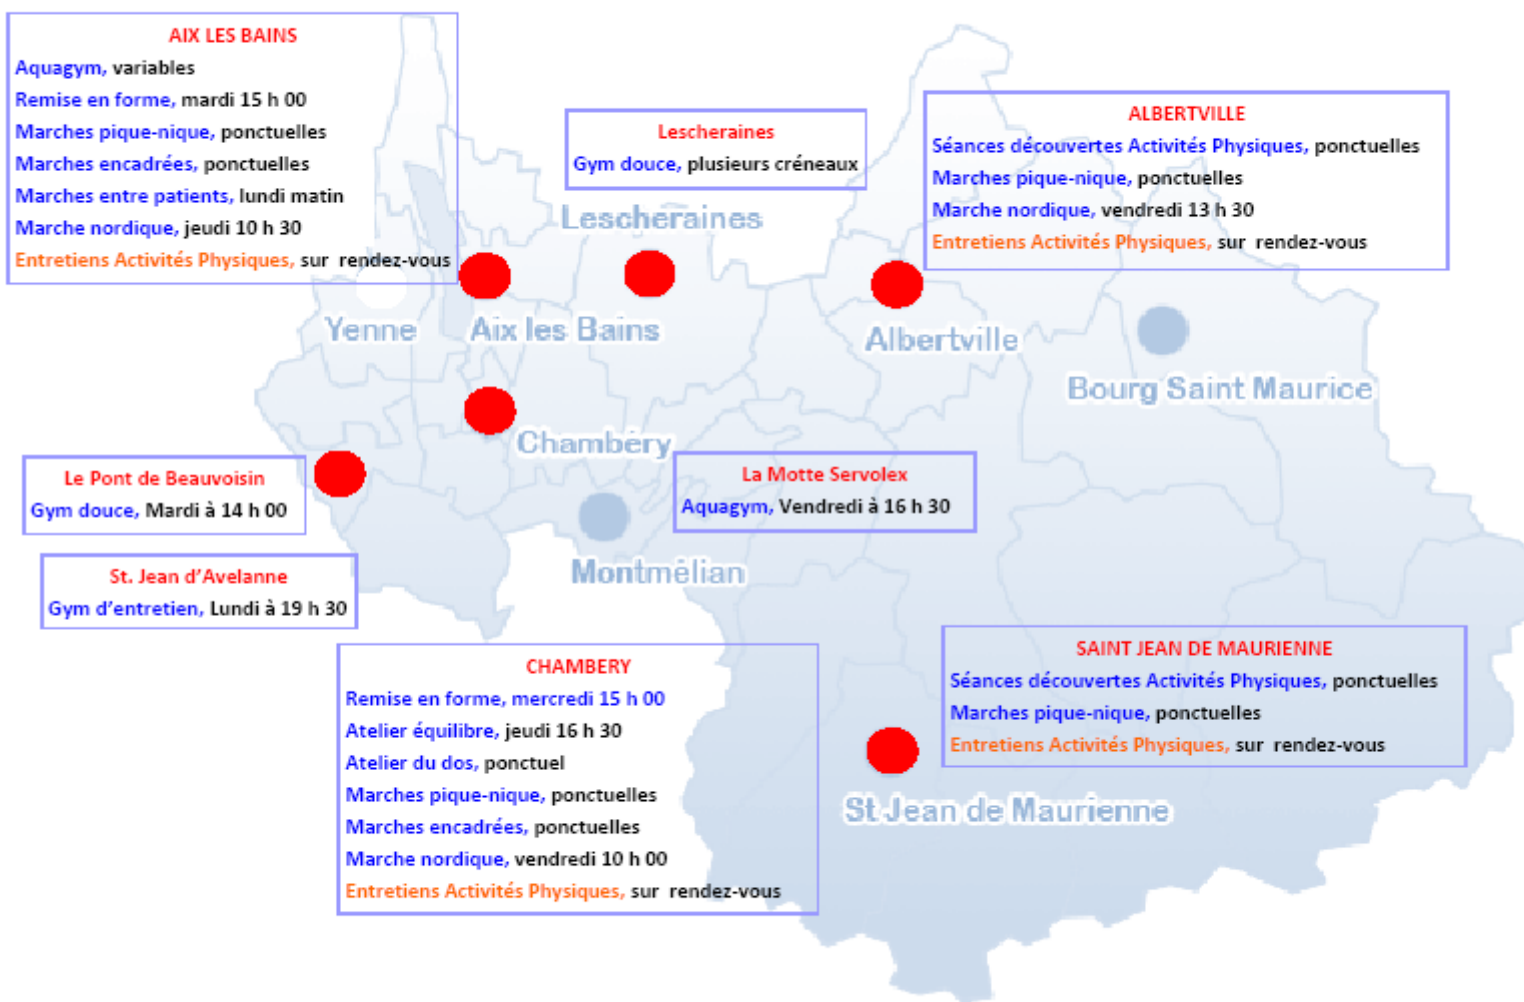 AIX LES BAINS
Aquagym, variables
Remise en forme, mardi 15 h 00
Marches pique-nique, ponctuelles
Marches encadrées, ponctuelles
Marches entre patients, lundi matin
Marche nordique, jeudi 10 h 30
Entretiens Activités Physiques, sur rendez-vous
Lescheraines
Gym douce, plusieurs créneaux
ALBERTVILLE
Séances découvertes Activités Physiques, ponctuelles
Marches pique-nique, ponctuelles
Marche nordique, vendredi 13 h 30
Entretiens Activités Physiques, sur rendez-vous
Lescheraines
Yenne
Aix les Bains
Albertville
Bourg Saint Maurice
Chambéry
Le Pont de Beauvoisin
Gym douce, Mardi à 14 h 00
La Motte Servolex
Aquagym, Vendredi à 16 h 30
Montmélian
St. Jean d'Avelanne
Gym d'entretien, Lundi à 19 h 30
CHAMBERY
Remise en forme, mercredi 15 h 00
Atelier équilibre, jeudi 16 h 30
Atelier du dos, ponctuel
Marches pique-nique, ponctuelles
Marches encadrées, ponctuelles
Marche nordique, vendredi 10 h 00
Entretiens Activités Physiques, sur rendez-vous
SAINT JEAN DE MAURIENNE
Séances découvertes Activités Physiques, ponctuelles
Marches pique-nique, ponctuelles
Entretiens Activités Physiques, sur rendez-vous
St Jean de Maurienne